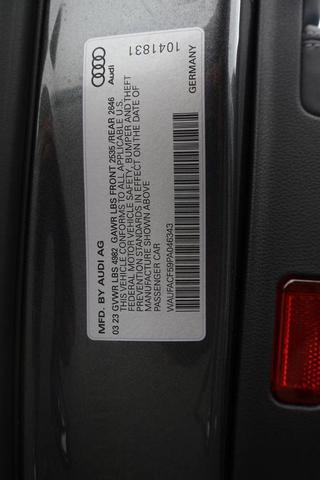 1041831
Audi
MFD. BY AUDI AG
03 23 GVWR LBS 4982 GAWR LBS FRONT 2535 /REAR 2646
THIS VEHICLE CONFORMS TO ALL APPLICABLE U.S.
FEDERAL MOTOR VEHICLE SAFETY, BUMPER AND THEFT
PREVENTION STANDARDS IN EFFECT ON THE DATE OF
MANUFACTURE SHOWN ABOVE
PASSENGER CAR
WAUFACF59PA046343
GERMANY